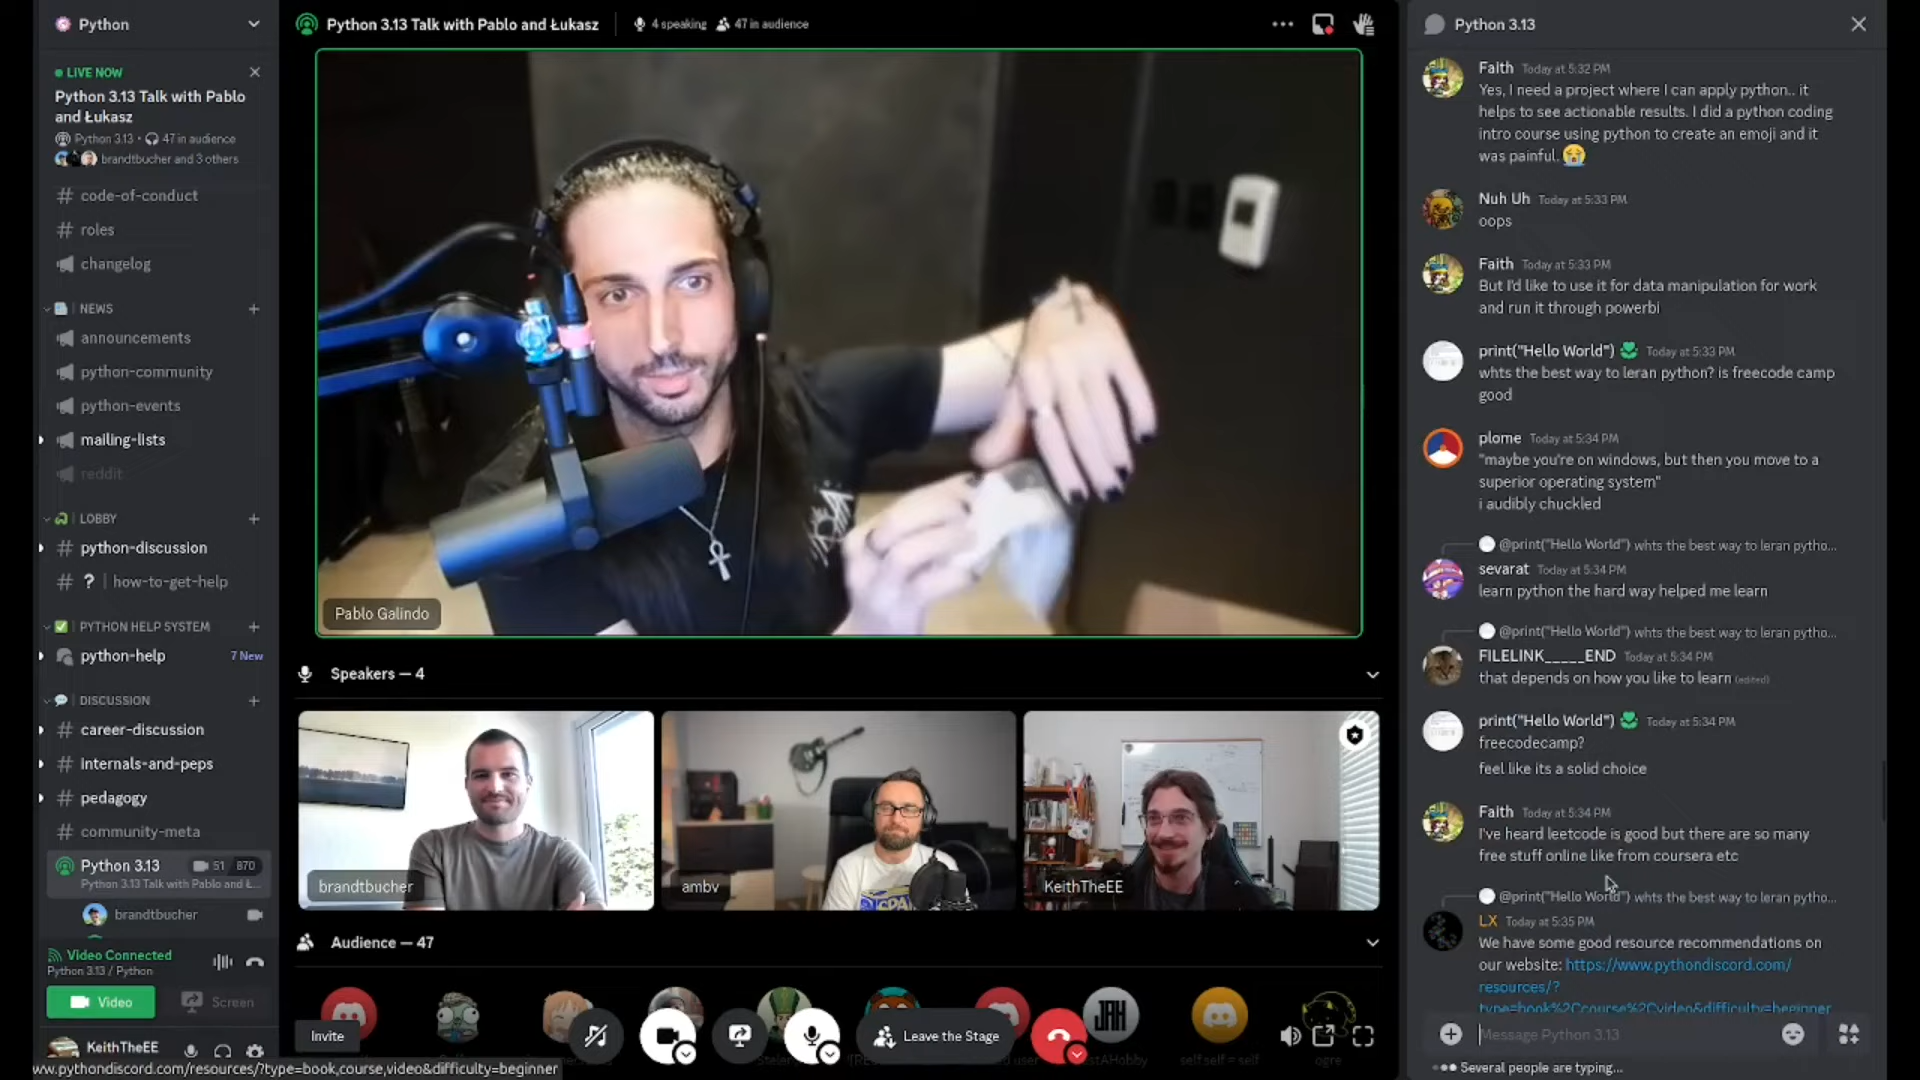 Python
LIVE NOW
Python 3.13 Talk with Pablo
and Łukasz
Python 3.13 • 47 in audience
brandtbucher and 3 others
# code-of-conduct
# roles
changelog
NEWS
announcements
python-community
python-events
mailing-lists
reddit
LOBBY
# python-discussion
# ? | how-to-get-help
PYTHON HELP SYSTEM
python-help 7 New
DISCUSSION
# career-discussion
# internals-and-peps
# pedagogy
# community-meta
Python 3.13 51 870
Python 3.13 Talk with Pablo and Ł...
brandtbucher
Video Connected
Python 3.13 / Python
Video Screen
KeithTheEE
ww.pythondiscord.com/resources/?type=book,course,video&difficulty=beginner
Python 3.13 Talk with Pablo and Łukasz 4 speaking 47 in audience
Pablo Galindo
Speakers — 4
brandtbucher
ambv
CPA
KeithTheEE
Audience — 47
JAH
Invite
Leave the Stage
self.self = self
ogre
Python 3.13
Faith Today at 5:32 PM
Yes, I need a project where I can apply python.. it
helps to see actionable results. I did a python coding
intro course using python to create an emoji and it
was painful. 😭
Nuh Uh Today at 5:33 PM
oops
Faith Today at 5:33 PM
But I'd like to use it for data manipulation for work
and run it through powerbi
print("Hello World") Today at 5:33 PM
whts the best way to leran python? is freecode camp
good
plome Today at 5:34 PM
"maybe you're on windows, but then you move to a
superior operating system"
i audibly chuckled
@print("Hello World") whts the best way to leran pytho...
sevarat Today at 5:34 PM
learn python the hard way helped me learn
@print("Hello World") whts the best way to leran pytho...
FILELINK_____END Today at 5:34 PM
that depends on how you like to learn (edited)
print("Hello World") Today at 5:34 PM
freecodecamp?
feel like its a solid choice
Faith Today at 5:34 PM
I've heard leetcode is good but there are so many
free stuff online like from coursera etc
@print("Hello World") whts the best way to leran pytho...
LX Today at 5:35 PM
We have some good resource recommendations on
our website: https://www.pythondiscord.com/
resources/?
type=book%2Ccourse%2Cvideo&difficulty=beginner
Message Python 3.13
Several people are typing...